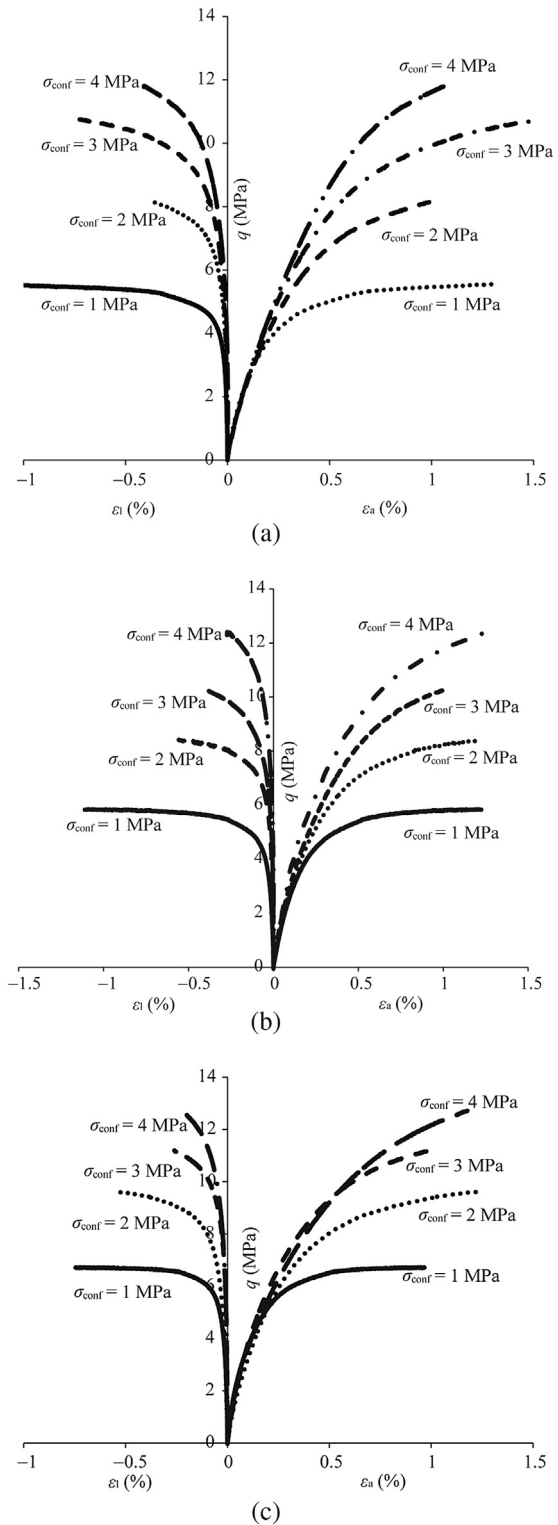 14
σconf = 4 MPa
σconf = 4 MPa
12
σconf = 3 MPa
σconf = 3 MPa
10
σconf = 2 MPa
8
q (MPa)
σconf = 2 MPa
6
σconf = 1 MPa
σconf = 1 MPa
4
2
0
−1 −0.5 0 0.5 1 1.5
εl (%) εa (%)
(a)
14
σconf = 4 MPa
σconf = 4 MPa
12
σconf = 3 MPa
σconf = 3 MPa
10
σconf = 2 MPa
σconf = 2 MPa
8
q (MPa)
6
σconf = 1 MPa
σconf = 1 MPa
4
2
0
−1.5 −1 −0.5 0 0.5 1 1.5
εl (%) εa (%)
(b)
14
σconf = 4 MPa
σconf = 4 MPa
12
σconf = 3 MPa
σconf = 3 MPa
10
σconf = 2 MPa
σconf = 2 MPa
8
q (MPa)
σconf = 1 MPa
σconf = 1 MPa
6
4
2
0
−1 −0.5 0 0.5 1 1.5
εl (%) εa (%)
(c)